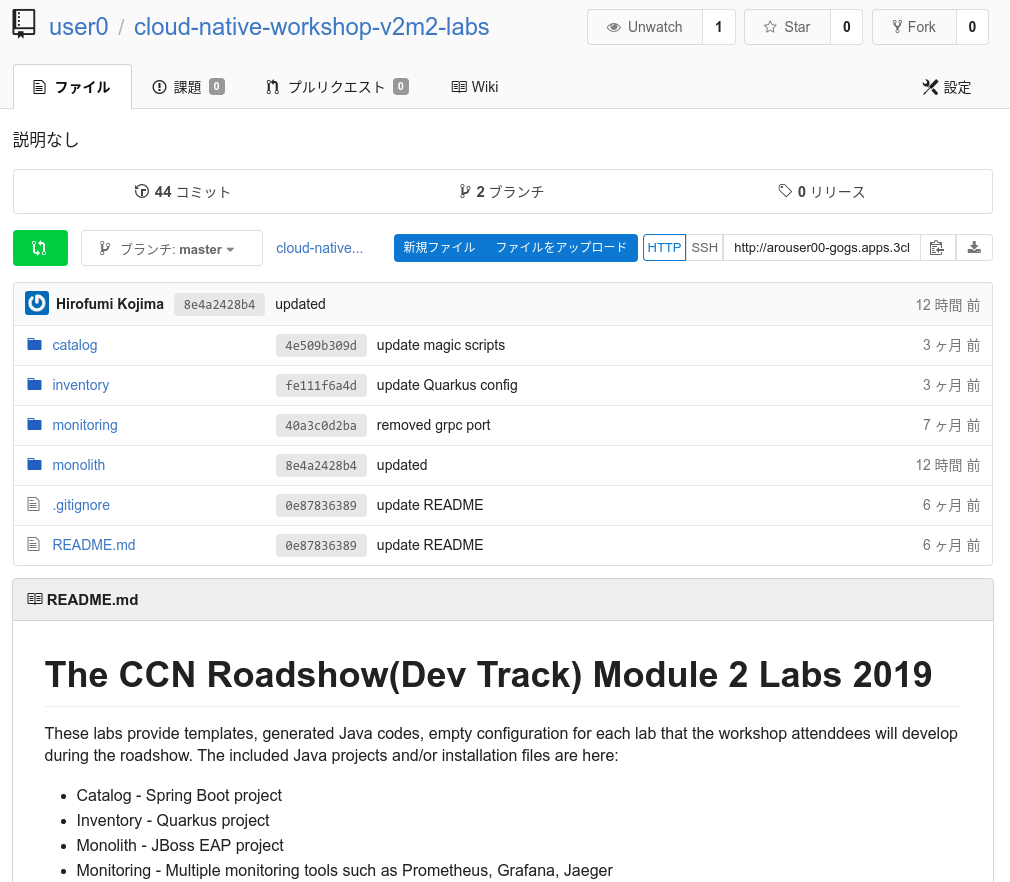 user0 / cloud-native-workshop-v2m2-labs
Unwatch 1 Star 0 Fork 0
ファイル 課題 0 プルリクエスト 0 Wiki 設定
説明なし
44 コミット 2 ブランチ 0 リリース
ブランチ: master cloud-native... 新規ファイル ファイルをアップロード HTTP SSH http://arouser00-gogs.apps.3cl
Hirofumi Kojima 8e4a2428b4 updated 12 時間 前
catalog 4e509b309d update magic scripts 3 ヶ月 前
inventory fe111f6a4d update Quarkus config 3 ヶ月 前
monitoring 40a3c0d2ba removed grpc port 7 ヶ月 前
monolith 8e4a2428b4 updated 12 時間 前
.gitignore 0e87836389 update README 6 ヶ月 前
README.md 0e87836389 update README 6 ヶ月 前
README.md
The CCN Roadshow(Dev Track) Module 2 Labs 2019
These labs provide templates, generated Java codes, empty configuration for each lab that the workshop attenddees will develop
during the roadshow. The included Java projects and/or installation files are here:
• Catalog - Spring Boot project
• Inventory - Quarkus project
• Monolith - JBoss EAP project
• Monitoring - Multiple monitoring tools such as Prometheus, Grafana, Jaeger